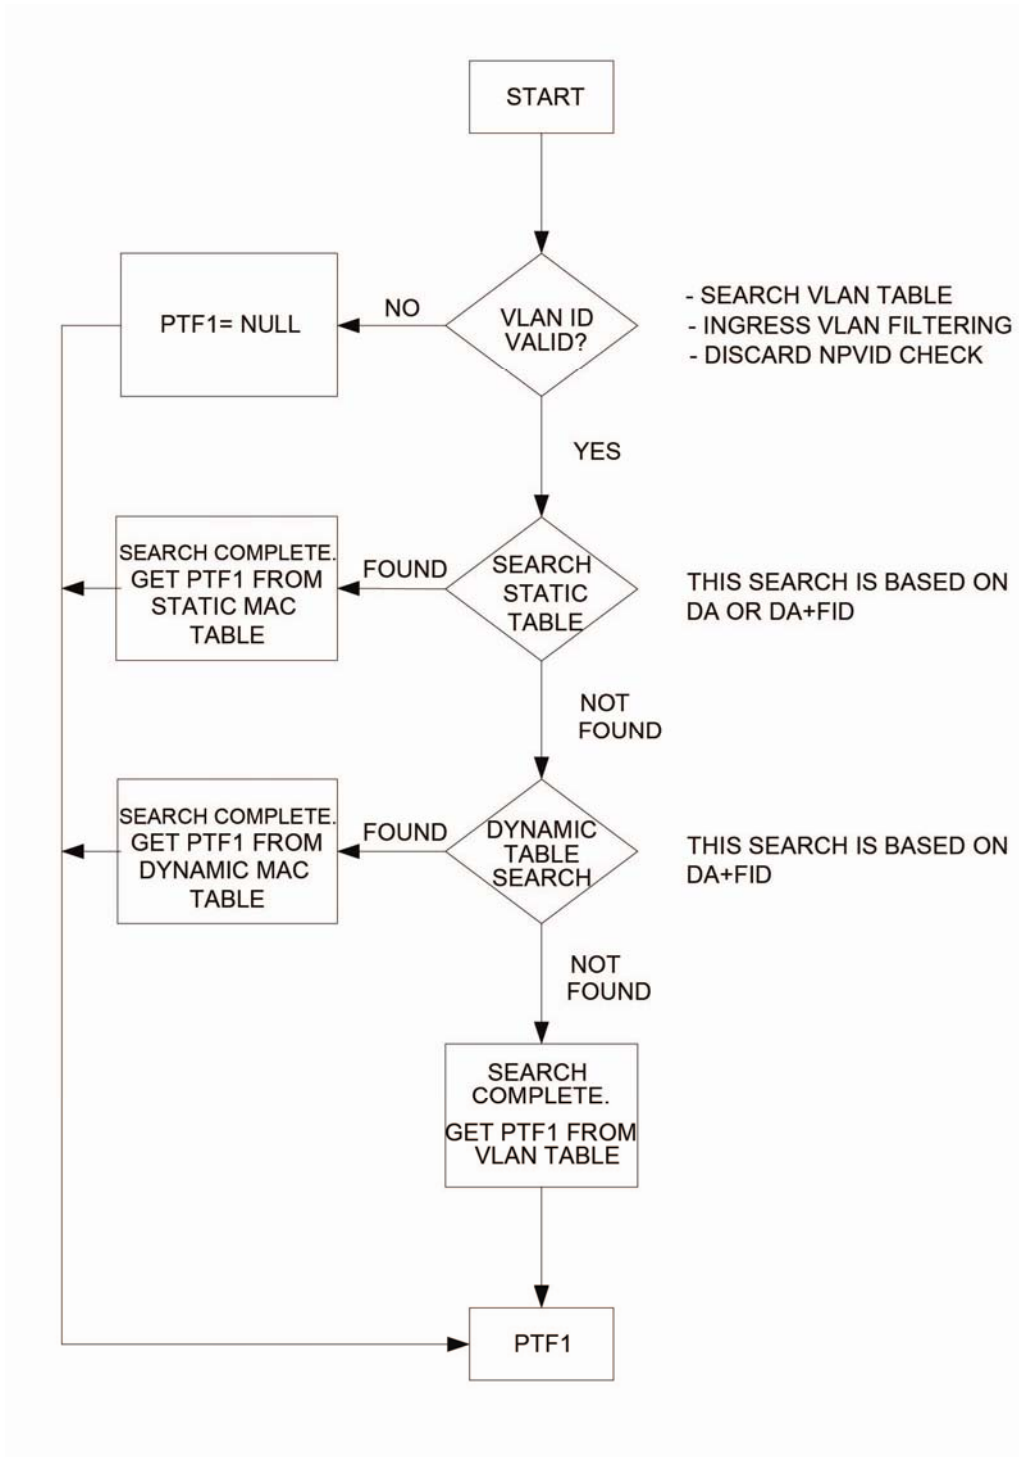 START
PTF1= NULL
NO
VLAN ID
VALID?
- SEARCH VLAN TABLE
- INGRESS VLAN FILTERING
- DISCARD NPVID CHECK
YES
SEARCH COMPLETE.
GET PTF1 FROM
STATIC MAC
TABLE
FOUND
SEARCH
STATIC
TABLE
THIS SEARCH IS BASED ON
DA OR DA+FID
NOT
FOUND
SEARCH COMPLETE.
GET PTF1 FROM
DYNAMIC MAC
TABLE
FOUND
DYNAMIC
TABLE
SEARCH
THIS SEARCH IS BASED ON
DA+FID
NOT
FOUND
SEARCH
COMPLETE.
GET PTF1 FROM
VLAN TABLE
PTF1